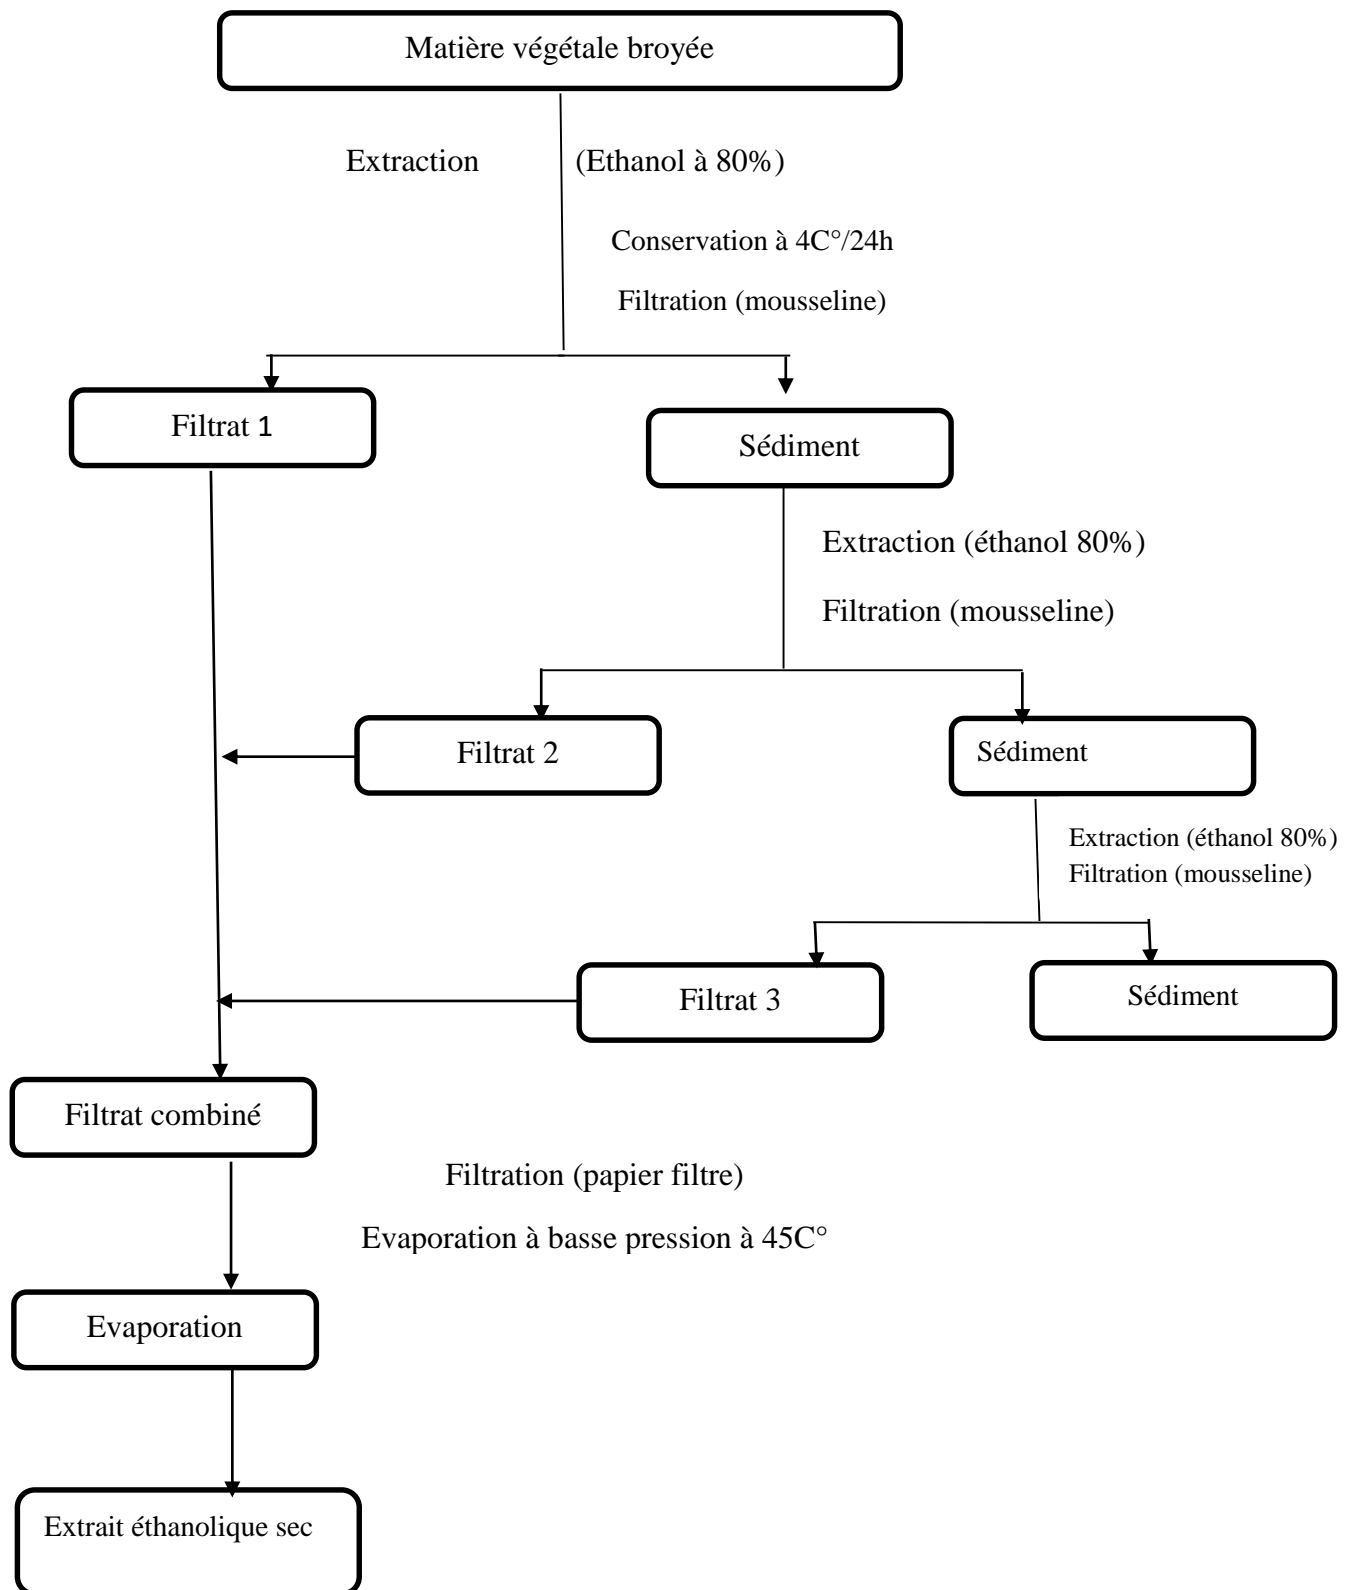 Matière végétale broyée
Extraction (Ethanol à 80%)
Conservation à 4C°/24h
Filtration (mousseline)
Filtrat 1
Sédiment
Extraction (éthanol 80%)
Filtration (mousseline)
Filtrat 2
Sédiment
Extraction (éthanol 80%)
Filtration (mousseline)
Filtrat 3
Sédiment
Filtrat combiné
Filtration (papier filtre)
Evaporation à basse pression à 45C°
Evaporation
Extrait éthanolique sec